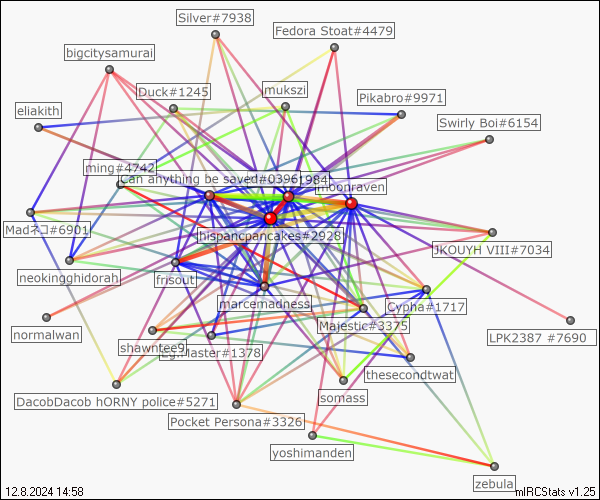 Silver#7938
Fedora Stoat#4479
bigcitysamurai
Duck#1245
mukszi
Pikabro#9971
eliakith
Swirly Boi#6154
ming#4742
Can anything be saved#0396
1984
moonraven
Madネコ#6901
hispancpancakes#2928
JKOLYH VIII#7034
neokingghidorah
frisout
marcemadness
Cypha#1717
normalwan
Majestic#3375
LPK2387 #7690
shawntee9
Master#1378
thesecondtwat
DacobDacob hORNY police#5271
somass
Pocket Persona#3326
yoshimanden
zebula
12.8.2024 14:58
mIRCStats v1.25